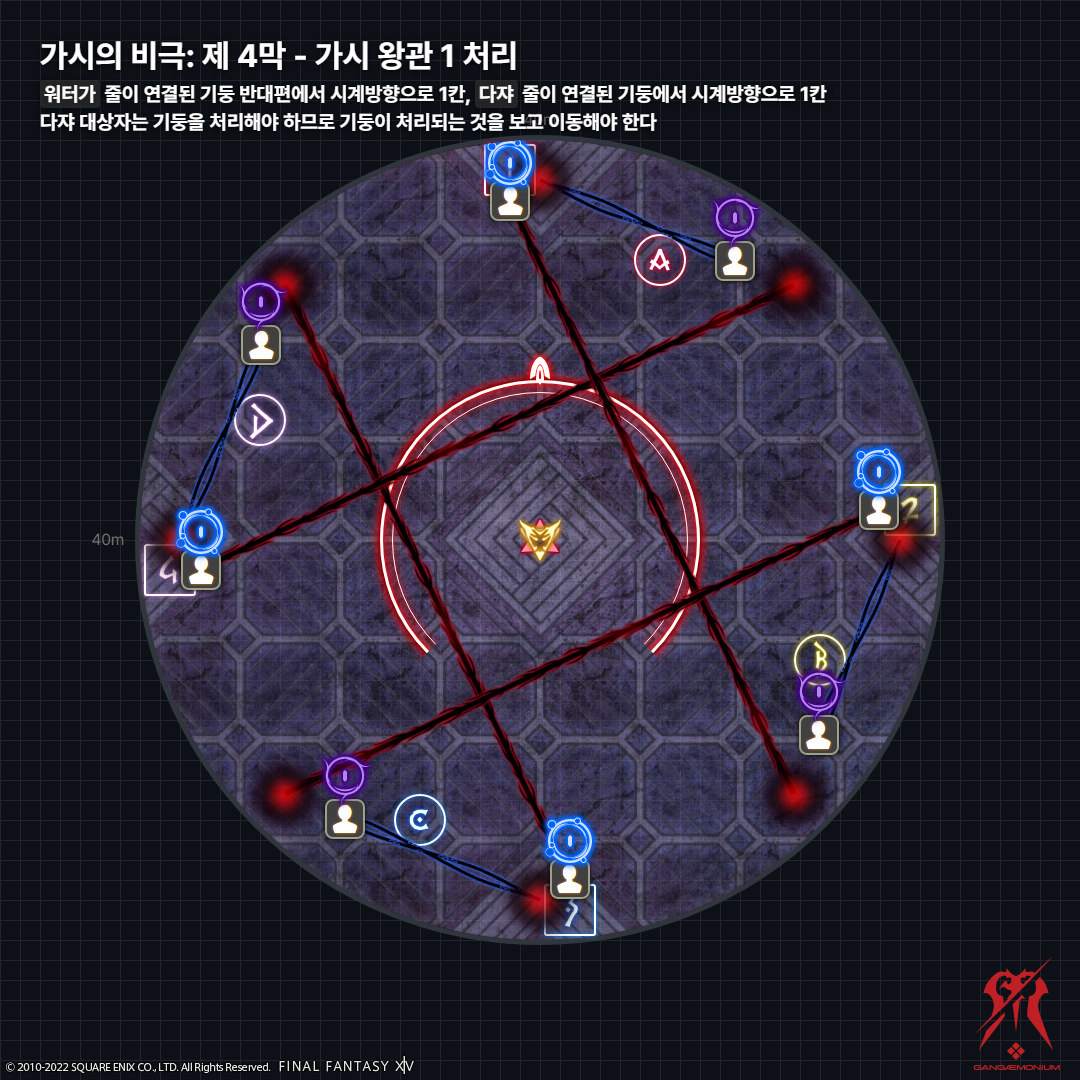 가시의 비극: 제 4막 - 가시 왕관 1 처리
워터가 줄이 연결된 기둥 반대편에서 시계방향으로 1칸, 다쟈 줄이 연결된 기둥에서 시계방향으로 1칸
다쟈 대상자는 기둥을 처리해야 하므로 기둥이 처리되는 것을 보고 이동해야 한다
A
D
2
40m
4
B
C
3
GANGÆMONIUM
© 2010-2022 SQUARE ENIX CO., LTD. All Rights Reserved. FINAL FANTASY XIV